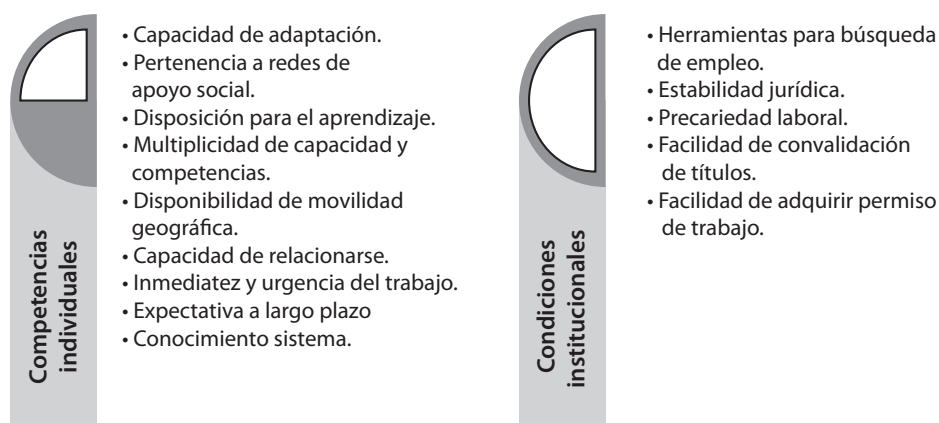 • Capacidad de adaptación.
• Pertenencia a redes de
apoyo social.
• Disposición para el aprendizaje.
• Multiplicidad de capacidad y
competencias.
• Disponibilidad de movilidad
geográfica.
• Capacidad de relacionarse.
• Inmediatez y urgencia del trabajo.
• Expectativa a largo plazo
• Conocimiento sistema.
Competencias
individuales
• Herramientas para búsqueda
de empleo.
• Estabilidad jurídica.
• Precariedad laboral.
• Facilidad de convalidación
de títulos.
• Facilidad de adquirir permiso
de trabajo.
Condiciones
institucionales